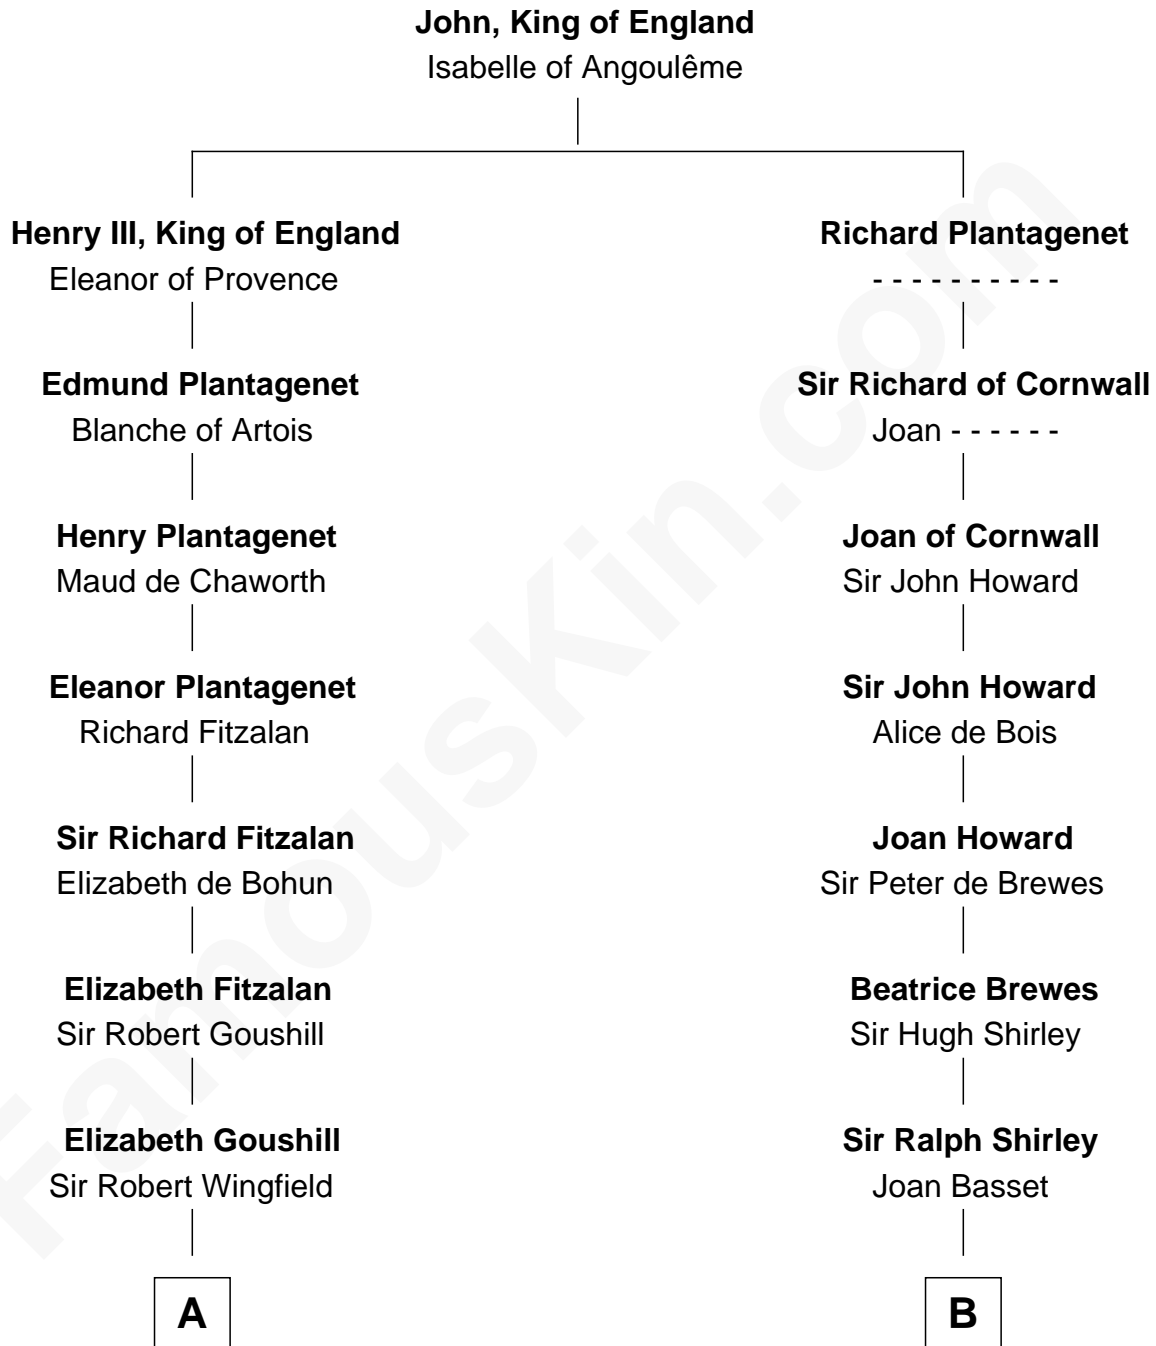 John, King of England
Isabelle of Angoulême
Henry III, King of England
Eleanor of Provence
Edmund Plantagenet
Blanche of Artois
Henry Plantagenet
Maud de Chaworth
Eleanor Plantagenet
Richard Fitzalan
Sir Richard Fitzalan
Elizabeth de Bohun
Elizabeth Fitzalan
Sir Robert Goushill
Elizabeth Goushill
Sir Robert Wingfield
A
Richard Plantagenet
- - - - - - - - - -
Sir Richard of Cornwall
Joan - - - - - -
Joan of Cornwall
Sir John Howard
Sir John Howard
Alice de Bois
Joan Howard
Sir Peter de Brewes
Beatrice Brewes
Sir Hugh Shirley
Sir Ralph Shirley
Joan Basset
B
FamousKin.com